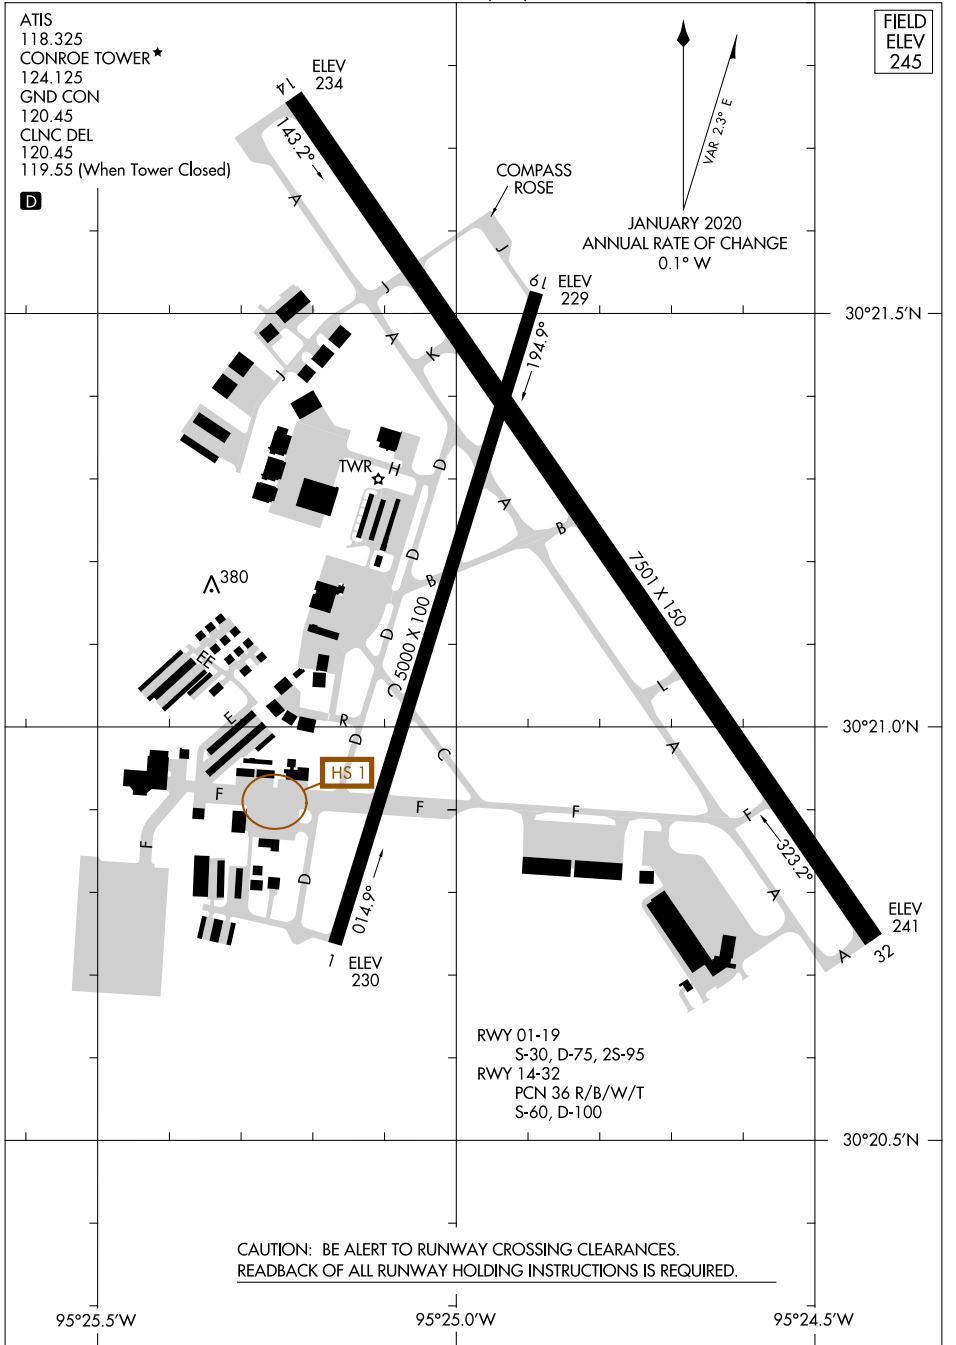 ATIS
118.325
CONROE TOWER★
124.125
GND CON
120.45
CLNC DEL
120.45
119.55 (When Tower Closed)
D
FIELD
ELEV
245
VAR 2.3° E
JANUARY 2020
ANNUAL RATE OF CHANGE
0.1° W
ELEV
234
14
143.2°
A
COMPASS
ROSE
J
J
19
ELEV
229
30°21.5'N
194.9°
A
K
J
TWR
H
D
A
B
D
B
7501 X 150
380
5000 X 100
D
C
L
EE
E
R
D
30°21.0'N
A
C
HS 1
F
F
F
F
F
323.2°
D
A
014.9°
ELEV
241
A
32
1
ELEV
230
RWY 01-19
S-30, D-75, 2S-95
RWY 14-32
PCN 36 R/B/W/T
S-60, D-100
30°20.5'N
CAUTION: BE ALERT TO RUNWAY CROSSING CLEARANCES.
READBACK OF ALL RUNWAY HOLDING INSTRUCTIONS IS REQUIRED.
95°25.5'W
95°25.0'W
95°24.5'W